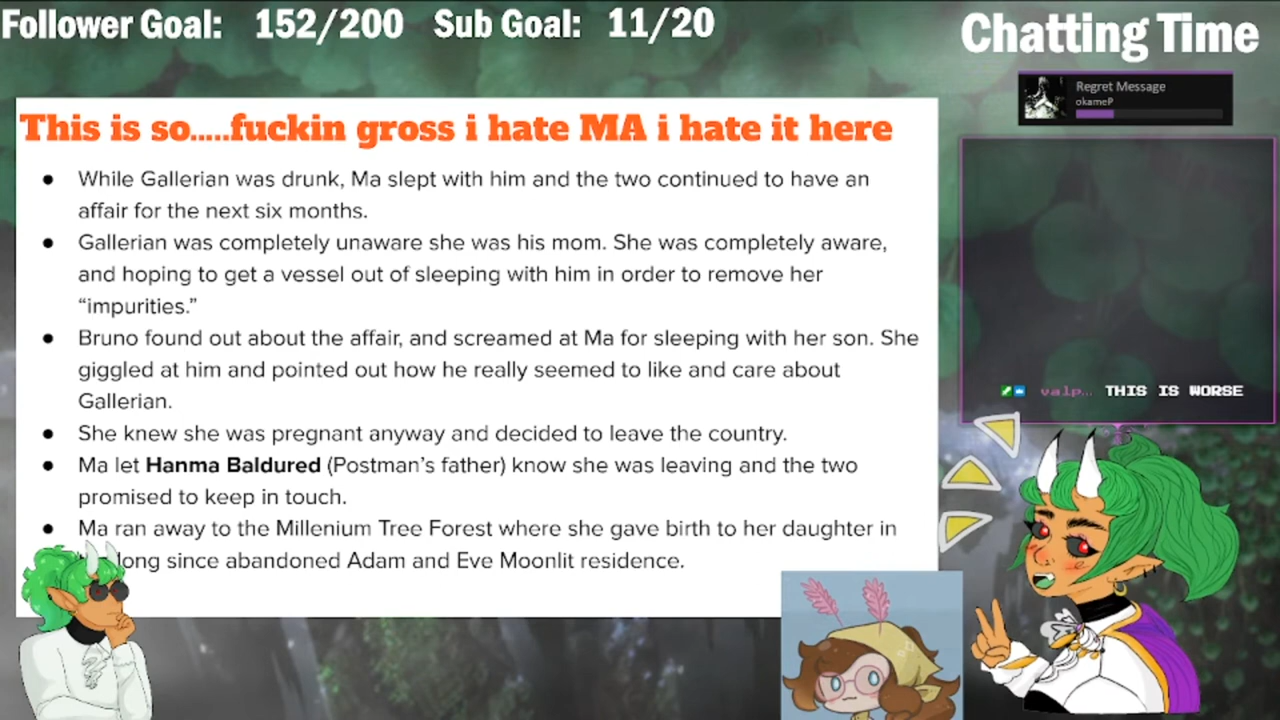 Follower Goal: 152/200 Sub Goal: 11/20
Chatting Time
Regret Message
okameP
This is so.....fuckin gross i hate MA i hate it here
● While Gallerian was drunk, Ma slept with him and the two continued to have an
affair for the next six months.
● Gallerian was completely unaware she was his mom. She was completely aware,
and hoping to get a vessel out of sleeping with him in order to remove her
“impurities.”
● Bruno found out about the affair, and screamed at Ma for sleeping with her son. She
giggled at him and pointed out how he really seemed to like and care about
Gallerian.
● She knew she was pregnant anyway and decided to leave the country.
● Ma let Hanma Baldured (Postman’s father) know she was leaving and the two
promised to keep in touch.
● Ma ran away to the Millenium Tree Forest where she gave birth to her daughter in
long since abandoned Adam and Eve Moonlit residence.
valp... THIS IS WORSE